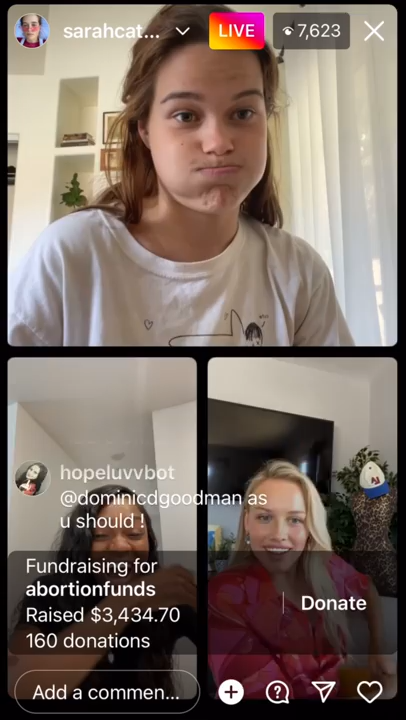 sarahcat...
LIVE
7,623
hopeluvvbot
@dominicdgoodman as
u should !
Fundraising for
abortionfunds
Raised $3,434.70
160 donations
Donate
Add a commen...